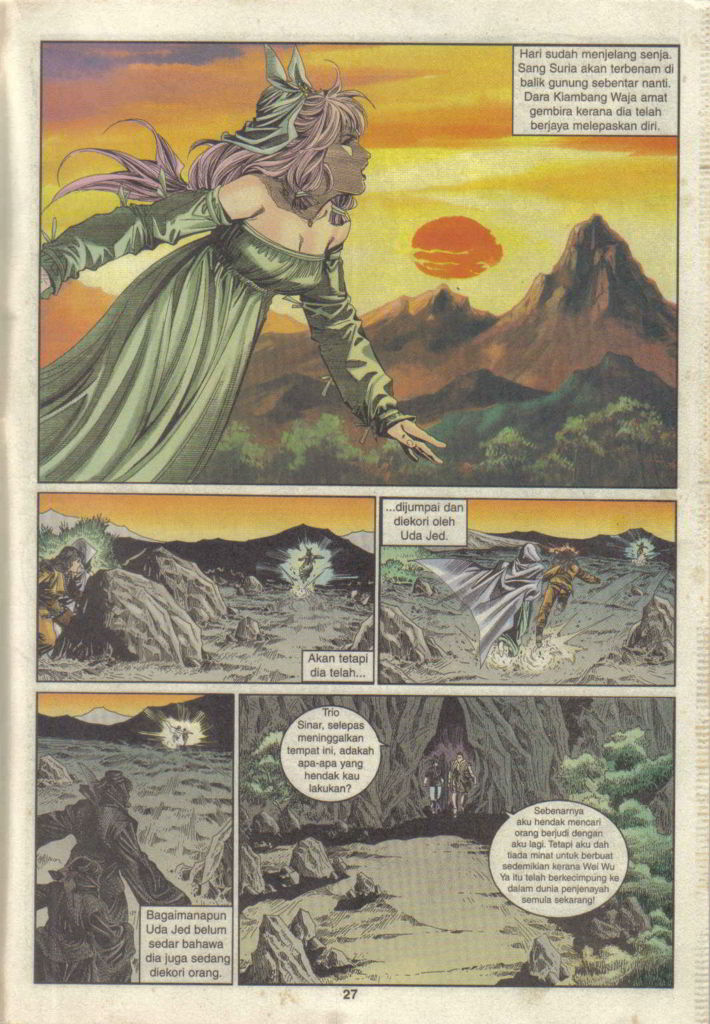 Hari sudah menjelang senja.
Sang Suria akan terbenam di
balik gunung sebentar nanti.
Dara Kiambang Waja amat
gembira kerana dia telah
berjaya melepaskan diri.
Akan tetapi
dia telah...
...dijumpai dan
diekori oleh
Uda Jed.
Bagaimanapun
Uda Jed belum
sedar bahawa
dia juga sedang
diekori orang.
Trio
Sinar, selepas
meninggalkan
tempat ini, adakah
apa-apa yang
hendak kau
lakukan?
Sebenarnya
aku hendak mencari
orang berjudi dengan
aku lagi. Tetapi aku dah
tiada minat untuk berbuat
sedemikian kerana Wei Wu
Ya itu telah berkecimpung ke
dalam dunia penjenayah
semula sekarang!
27